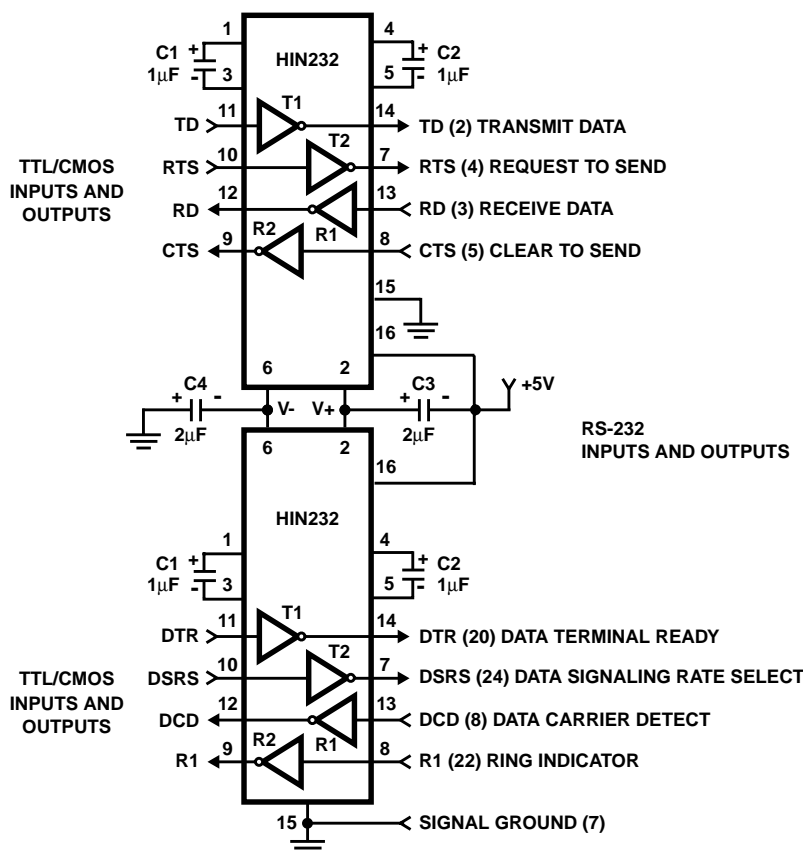 1
4
C1 +
HIN232
+ C2
1μF -
3
5
- 1μF
11
T1
14
TD
TD (2) TRANSMIT DATA
10
T2
7
RTS
RTS (4) REQUEST TO SEND
TTL/CMOS
INPUTS AND
OUTPUTS
12
13
RD
RD (3) RECEIVE DATA
9
R2
R1
8
CTS
CTS (5) CLEAR TO SEND
15
16
6
2
+ C4 -
V-
V+
+ C3 -
+5V
2μF
2μF
RS-232
INPUTS AND OUTPUTS
6
2
16
HIN232
1
4
C1 +
+ C2
1μF -
3
5
- 1μF
11
T1
14
DTR
DTR (20) DATA TERMINAL READY
10
T2
7
DSRS
DSRS (24) DATA SIGNALING RATE SELECT
TTL/CMOS
INPUTS AND
OUTPUTS
12
13
DCD
DCD (8) DATA CARRIER DETECT
9
R2
R1
8
R1
R1 (22) RING INDICATOR
15
SIGNAL GROUND (7)